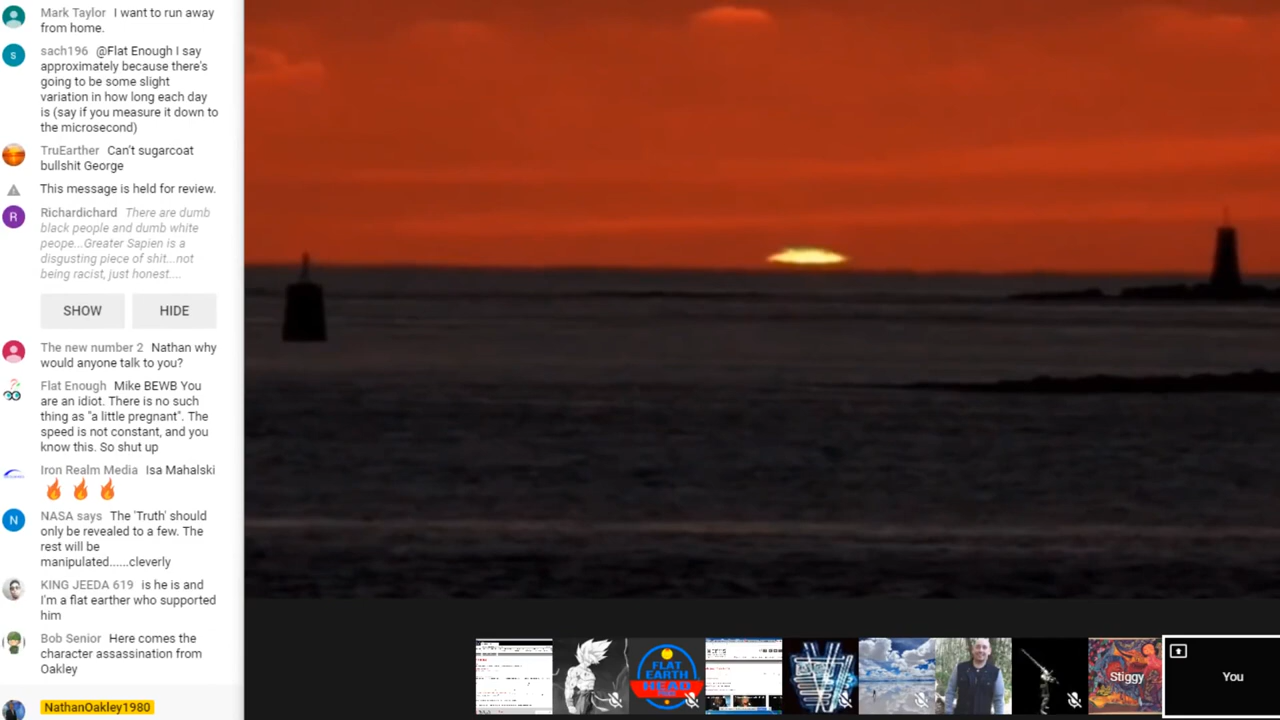 Mark Taylor I want to run away
from home.
sach196 @Flat Enough I say
approximately because there's
going to be some slight
variation in how long each day
is (say if you measure it down to
the microsecond)
TruEarther Can't sugarcoat
bullshit George
This message is held for review.
Richardichard There are dumb
black people and dumb white
peope...Greater Sapien is a
disgusting piece of shit...not
being racist, just honest....
SHOW HIDE
The new number 2 Nathan why
would anyone talk to you?
Flat Enough Mike BEWB You
are an idiot. There is no such
thing as "a little pregnant". The
speed is not constant, and you
know this. So shut up
Iron Realm Media Isa Mahalski
NASA says The 'Truth' should
only be revealed to a few. The
rest will be
manipulated......cleverly
KING JEEDA 619 is he is and
I'm a flat earther who supported
him
Bob Senior Here comes the
character assassination from
Oakley
NathanOakley1980
FLAT
EARTH
HEAD
You